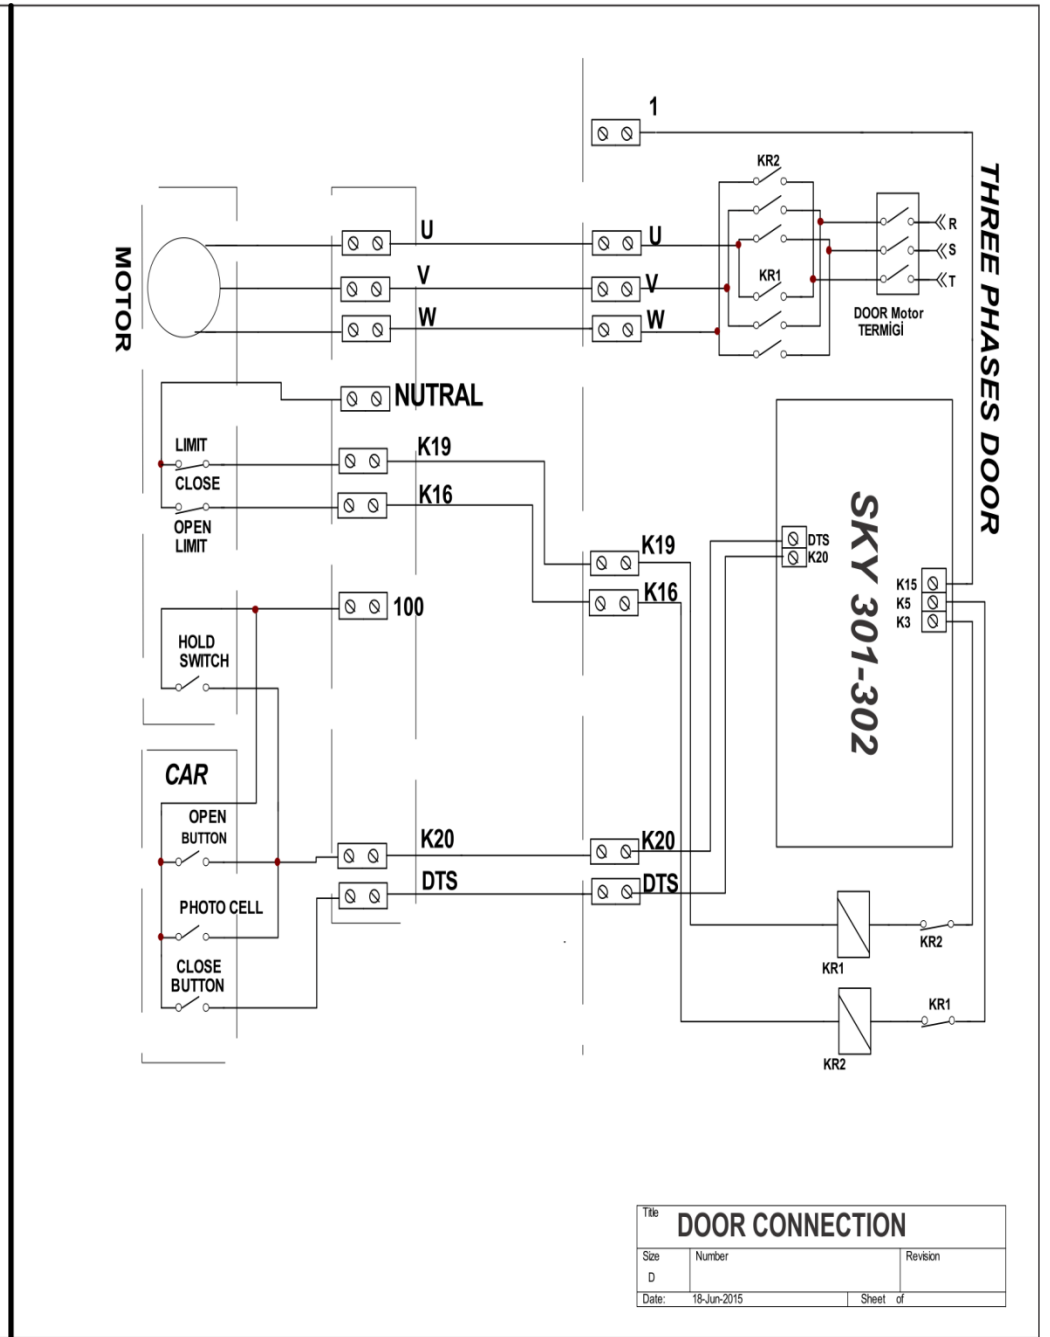 1
THREE PHASES DOOR
KR2
U
U
R
V
S
KR1
V
T
W
W
DOOR Motor
TERMİGİ
MOTOR
NUTRAL
LIMIT
CLOSE
K19
OPEN
LIMIT
K16
SKY 301-302
DTS
K20
K19
K16
K15
K5
K3
100
HOLD
SWITCH
CAR
OPEN
BUTTON
K20
K20
DTS
DTS
PHOTO CELL
CLOSE
BUTTON
KR2
KR1
KR1
KR2
Title
DOOR CONNECTION
Size
Number
Revision
D
Date:
18-Jun-2015
Sheet of